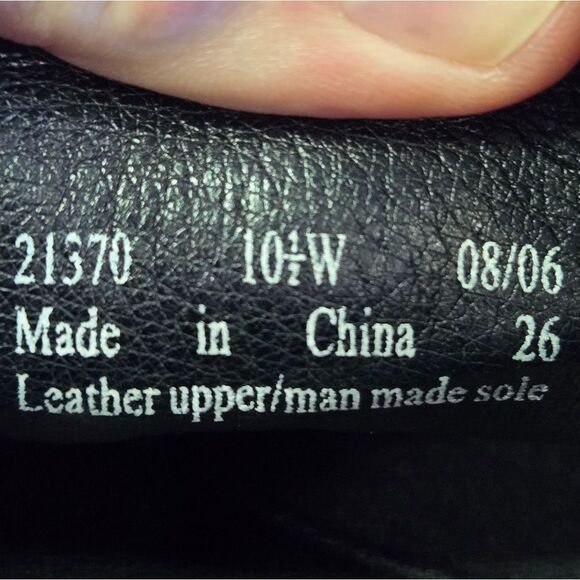 21370 10½W 08/06
Made in China 26
Leather upper/man made sole